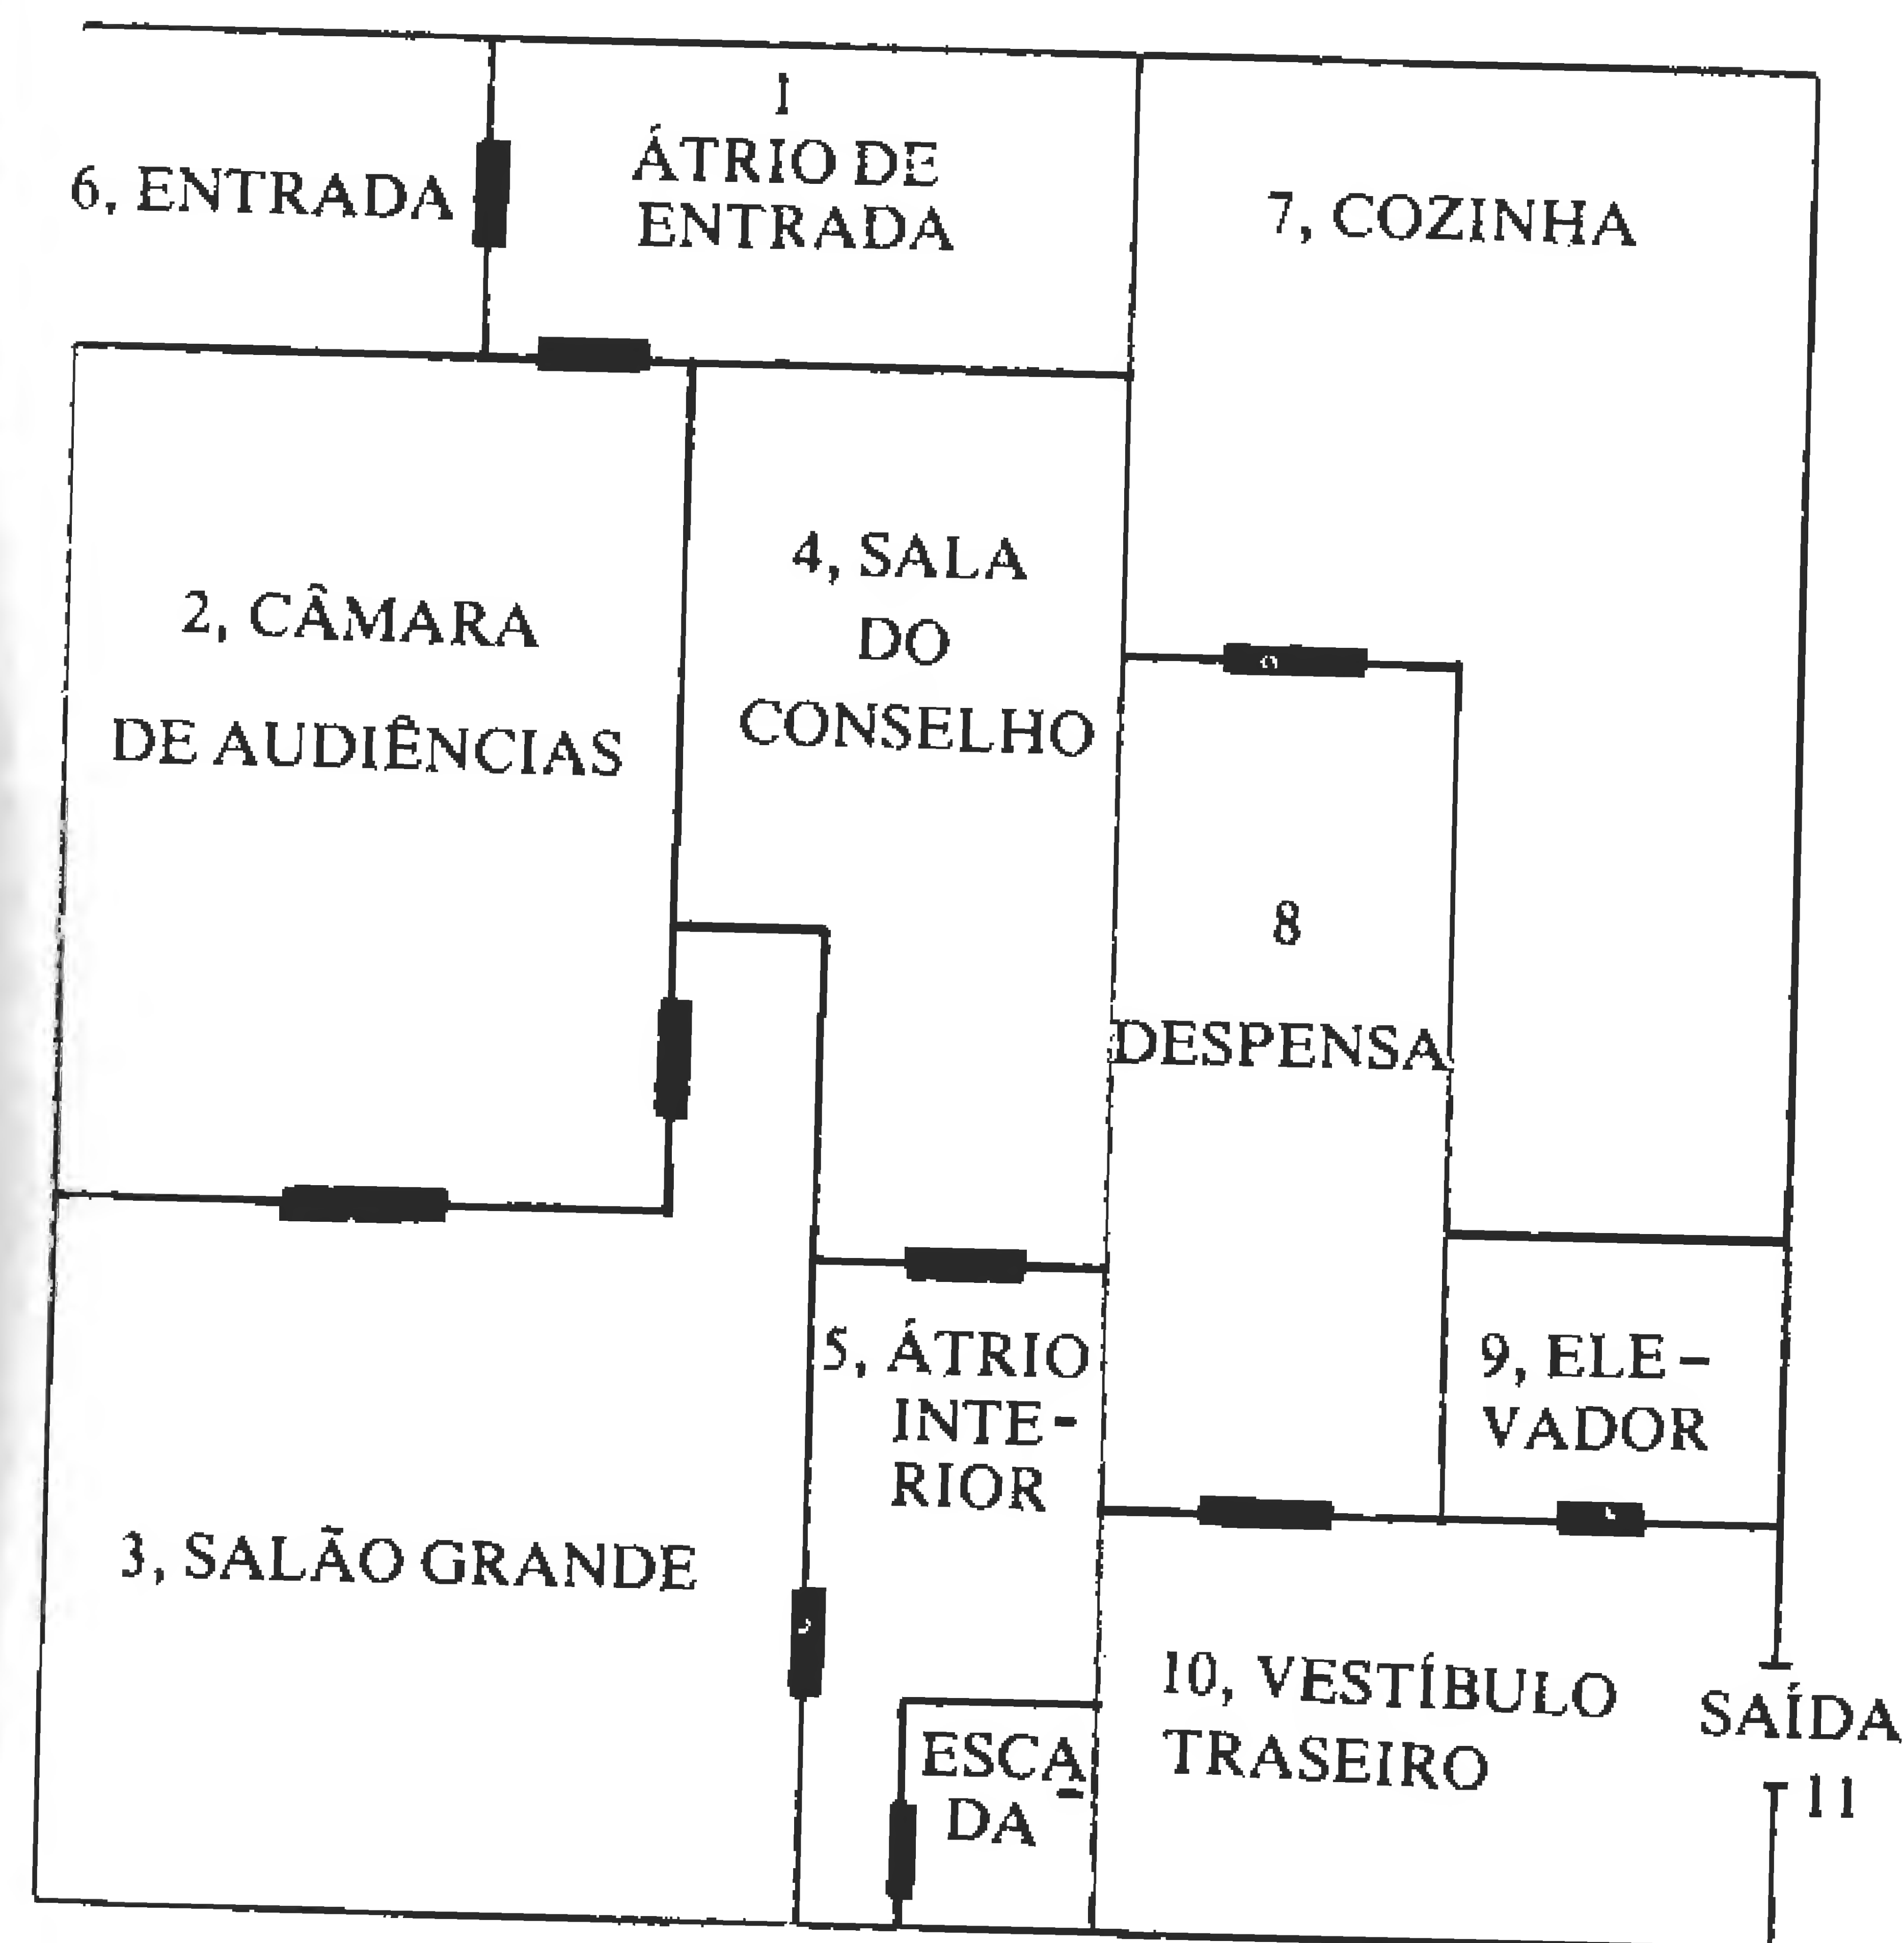 1
ÁTRIO DE
ENTRADA
6, ENTRADA
7, COZINHA
4, SALA
DO
CONSELHO
2, CÂMARA
DE AUDIÊNCIAS
8
DESPENSA
5, ÁTRIO
INTE-
RIOR
9, ELE-
VADOR
3, SALÃO GRANDE
10, VESTÍBULO
TRASEIRO
SAÍDA
11
ESCA-
DA